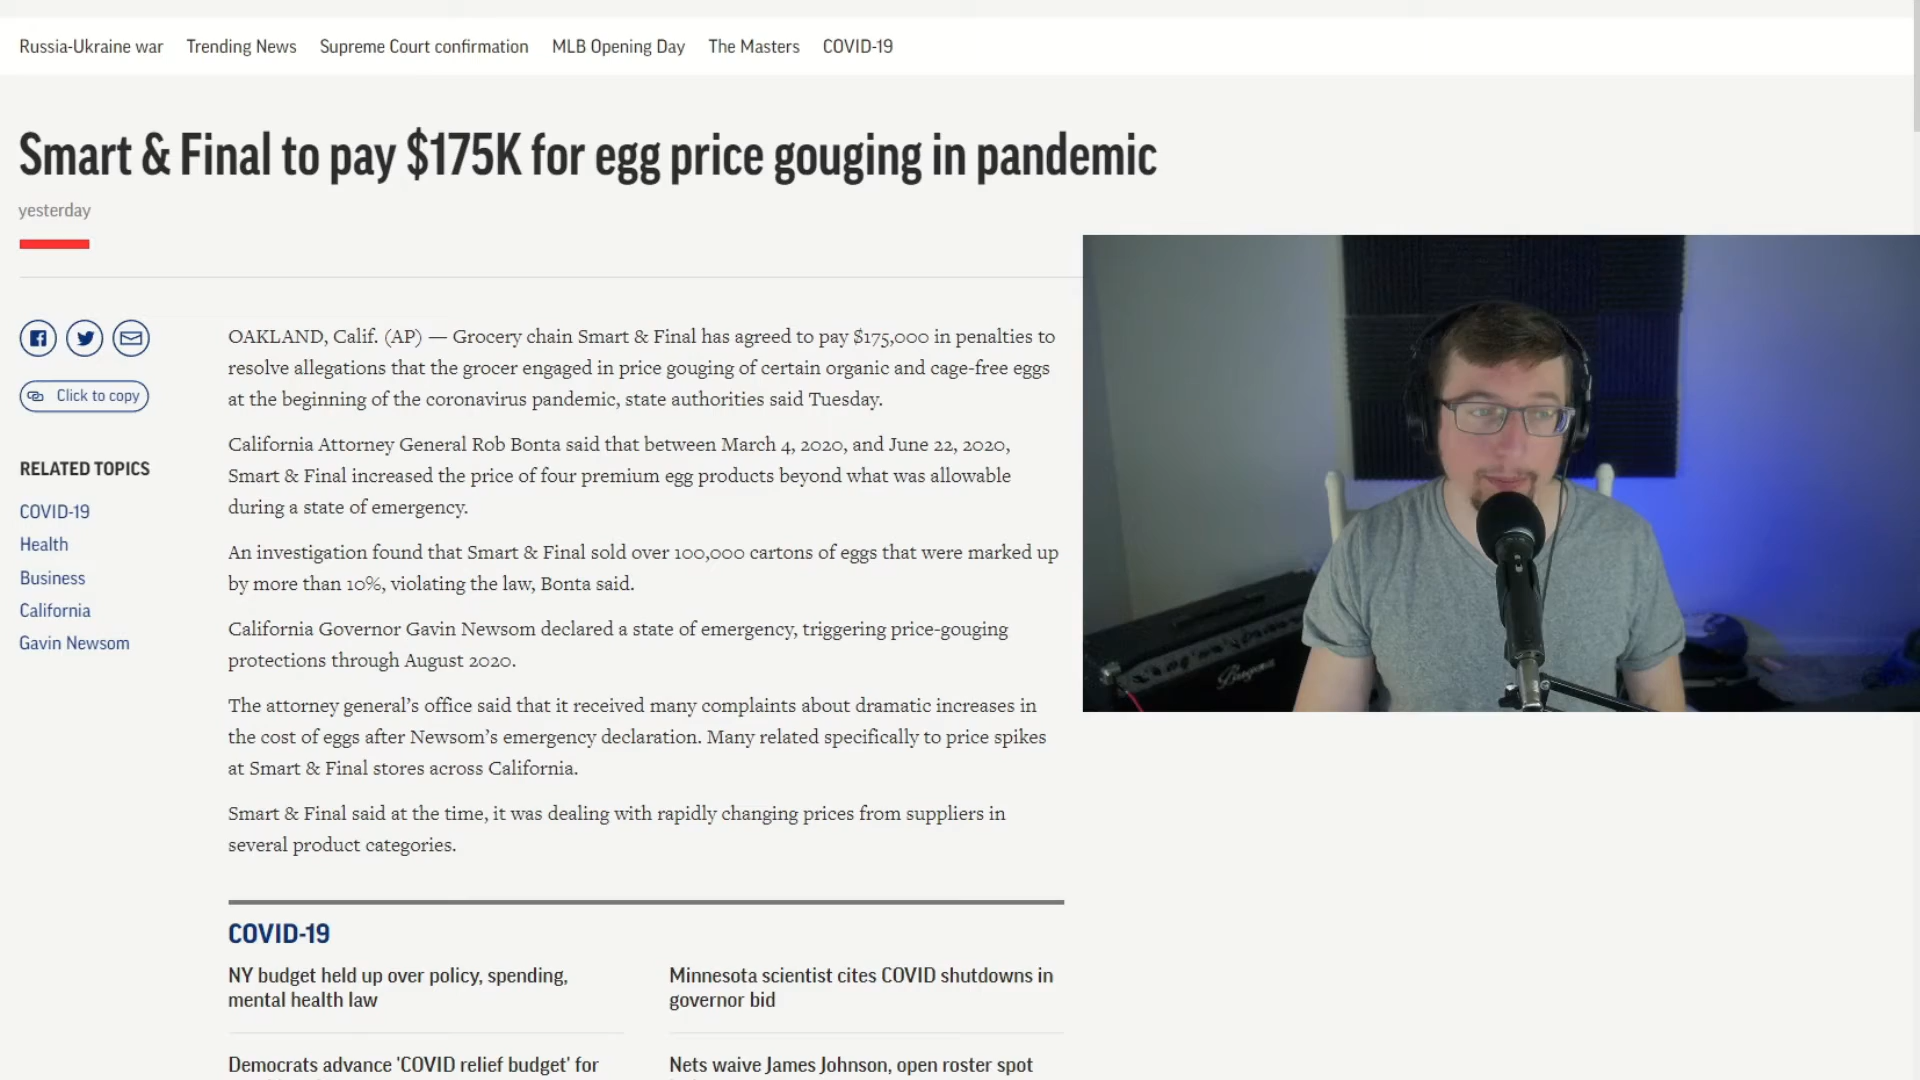 Russia-Ukraine war Trending News Supreme Court confirmation MLB Opening Day The Masters COVID-19
Smart & Final to pay $175K for egg price gouging in pandemic
yesterday
Click to copy
RELATED TOPICS
COVID-19
Health
Business
California
Gavin Newsom
OAKLAND, Calif. (AP) — Grocery chain Smart & Final has agreed to pay $175,000 in penalties to
resolve allegations that the grocer engaged in price gouging of certain organic and cage-free eggs
at the beginning of the coronavirus pandemic, state authorities said Tuesday.
California Attorney General Rob Bonta said that between March 4, 2020, and June 22, 2020,
Smart & Final increased the price of four premium egg products beyond what was allowable
during a state of emergency.
An investigation found that Smart & Final sold over 100,000 cartons of eggs that were marked up
by more than 10%, violating the law, Bonta said.
California Governor Gavin Newsom declared a state of emergency, triggering price-gouging
protections through August 2020.
The attorney general’s office said that it received many complaints about dramatic increases in
the cost of eggs after Newsom’s emergency declaration. Many related specifically to price spikes
at Smart & Final stores across California.
Smart & Final said at the time, it was dealing with rapidly changing prices from suppliers in
several product categories.
COVID-19
NY budget held up over policy, spending,
mental health law
Minnesota scientist cites COVID shutdowns in
governor bid
Democrats advance 'COVID relief budget' for
Nets waive James Johnson, open roster spot